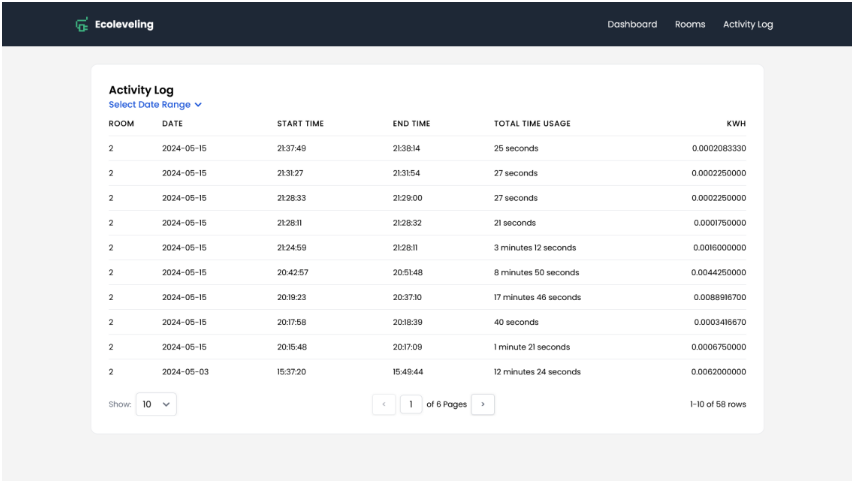 Ecoleveling Dashboard Rooms Activity Log
Activity Log
Select Date Range
ROOM DATE START TIME END TIME TOTAL TIME USAGE KWH
2 2024-05-15 21:37:49 21:38:14 25 seconds 0.0002083330
2 2024-05-15 21:31:27 21:31:54 27 seconds 0.0002250000
2 2024-05-15 21:28:33 21:29:00 27 seconds 0.0002250000
2 2024-05-15 21:28:11 21:28:32 21 seconds 0.0001750000
2 2024-05-15 21:24:59 21:28:11 3 minutes 12 seconds 0.0016000000
2 2024-05-15 20:42:57 20:51:48 8 minutes 50 seconds 0.0044250000
2 2024-05-15 20:19:23 20:37:10 17 minutes 46 seconds 0.0088916700
2 2024-05-15 20:17:58 20:18:39 40 seconds 0.0003416670
2 2024-05-15 20:15:48 20:17:09 1 minute 21 seconds 0.0006750000
2 2024-05-03 15:37:20 15:49:44 12 minutes 24 seconds 0.0062000000
Show: 10 < 1 of 6 Pages > 1-10 of 58 rows